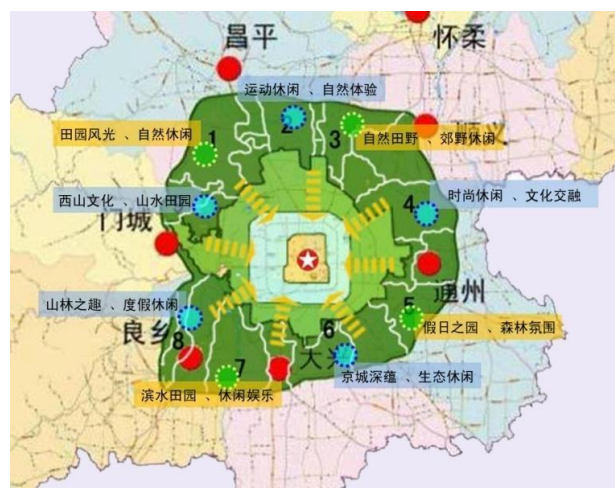 昌平
怀柔
运动休闲 、自然体验
田园风光 、自然休闲
1
2
3
自然田野 、郊野休闲
顺义
西山文化 、山水田园
4
时尚休闲 、文化交融
门城
通州
山林之趣 、度假休闲
5
假日之园 、森林氛围
良乡
8
6
大兴
7
京城深蕴 、生态休闲
滨水田园 、休闲娱乐